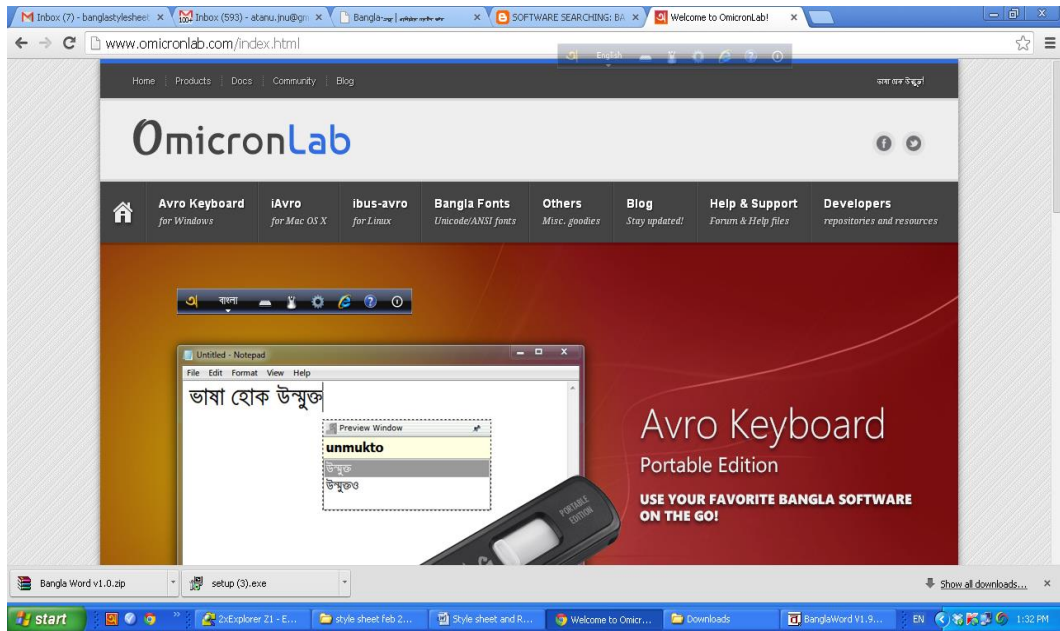 Inbox (7) - banglastylesheet
Inbox (593) - atanu.jnu@gm
Bangla-
SOFTWARE SEARCHING: BA
Welcome to OmicronLab!
www.omicronlab.com/index.html
English
Home
Products
Docs
Community
Blog
ভাষা হোক উন্মুক্ত!
OmicronLab
Avro Keyboard
for Windows
iAvro
for Mac OS X
ibus-avro
for Linux
Bangla Fonts
Unicode/ANSI fonts
Others
Misc. goodies
Blog
Stay updated!
Help & Support
Forum & Help files
Developers
repositories and resources
বাংলা
Untitled - Notepad
File Edit Format View Help
ভাষা হোক উন্মুক্ত
Preview Window
unmukto
উন্মুক্ত
উন্মুক্তও
PORTABLE
EDITION
Avro Keyboard
Portable Edition
USE YOUR FAVORITE BANGLA SOFTWARE
ON THE GO!
Bangla Word v1.0.zip
setup (3).exe
Show all downloads...
start
2xExplorer Z1 - E...
style sheet feb 2...
Style sheet and R...
Welcome to Omicr...
Downloads
BanglaWord V1.9...
EN
1:32 PM